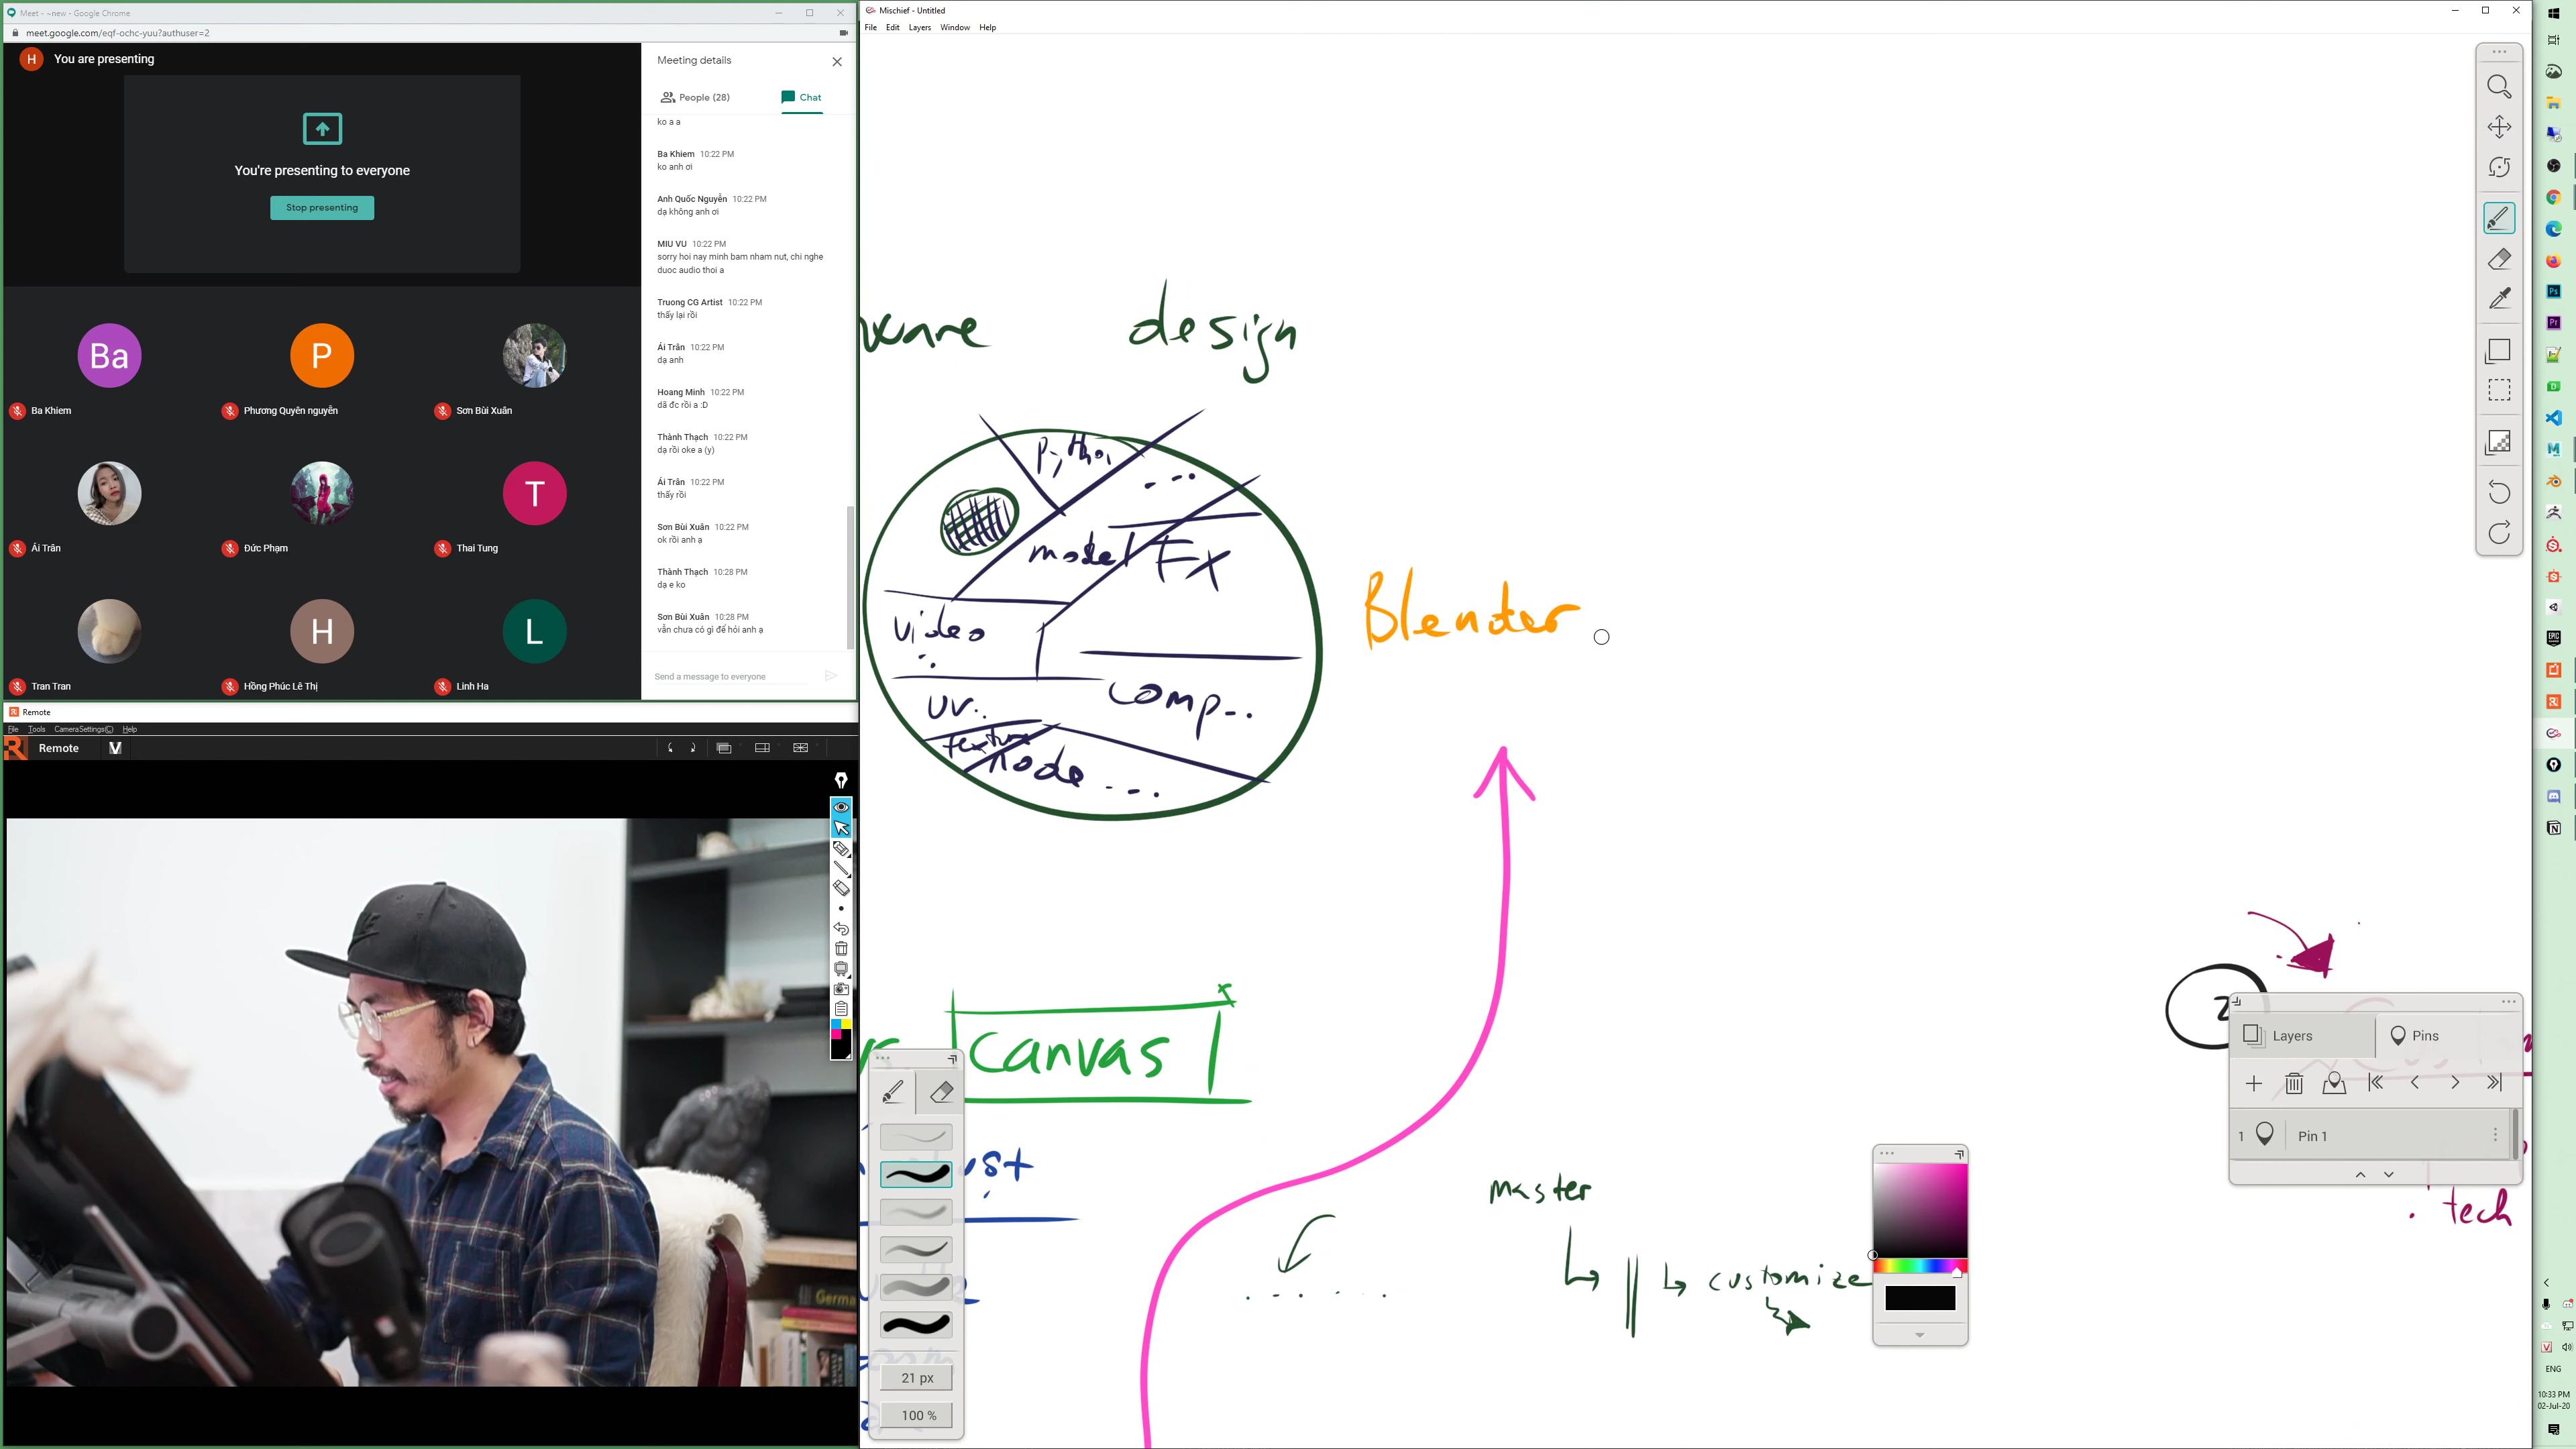 Meet - ~new - Google Chrome
meet.google.com/eqf-ochc-yuu?authuser=2
H You are presenting
You're presenting to everyone
Stop presenting
Ba
P
Ba Khiem
Phương Quyên nguyễn
Sơn Bùi Xuân
T
Ái Trân
Đức Phạm
Thai Tung
H
L
Tran Tran
Hồng Phúc Lê Thị
Linh Ha
Meeting details
People (28)
Chat
ko a a
Ba Khiem 10:22 PM
ko anh ơi
Anh Quốc Nguyễn 10:22 PM
dạ không anh ơi
MIU VU 10:22 PM
sorry hoi nay minh bam nham nut, chi nghe
duoc audio thoi a
Truong CG Artist 10:22 PM
thấy lại rồi
Ái Trân 10:22 PM
dạ anh
Hoang Minh 10:22 PM
dã đc rồi a :D
Thành Thạch 10:22 PM
dạ rồi oke a (y)
Ái Trân 10:22 PM
thấy rồi
Sơn Bùi Xuân 10:22 PM
ok rồi anh ạ
Thành Thạch 10:28 PM
dạ e ko
Sơn Bùi Xuân 10:28 PM
vẫn chưa có gì để hỏi anh ạ
Send a message to everyone
Remote
File Tools CameraSettings(C) Help
Remote
Germa
Mischief - Untitled
File Edit Layers Window Help
design
...
model FX
video
UV..
comp...
texture
node ...
Blender
Canvas
master
customize
2
tech
21 px
100 %
Layers
Pins
1 Pin 1
Ps
Pr
EPIC
ENG
10:33 PM
02-Jul-20